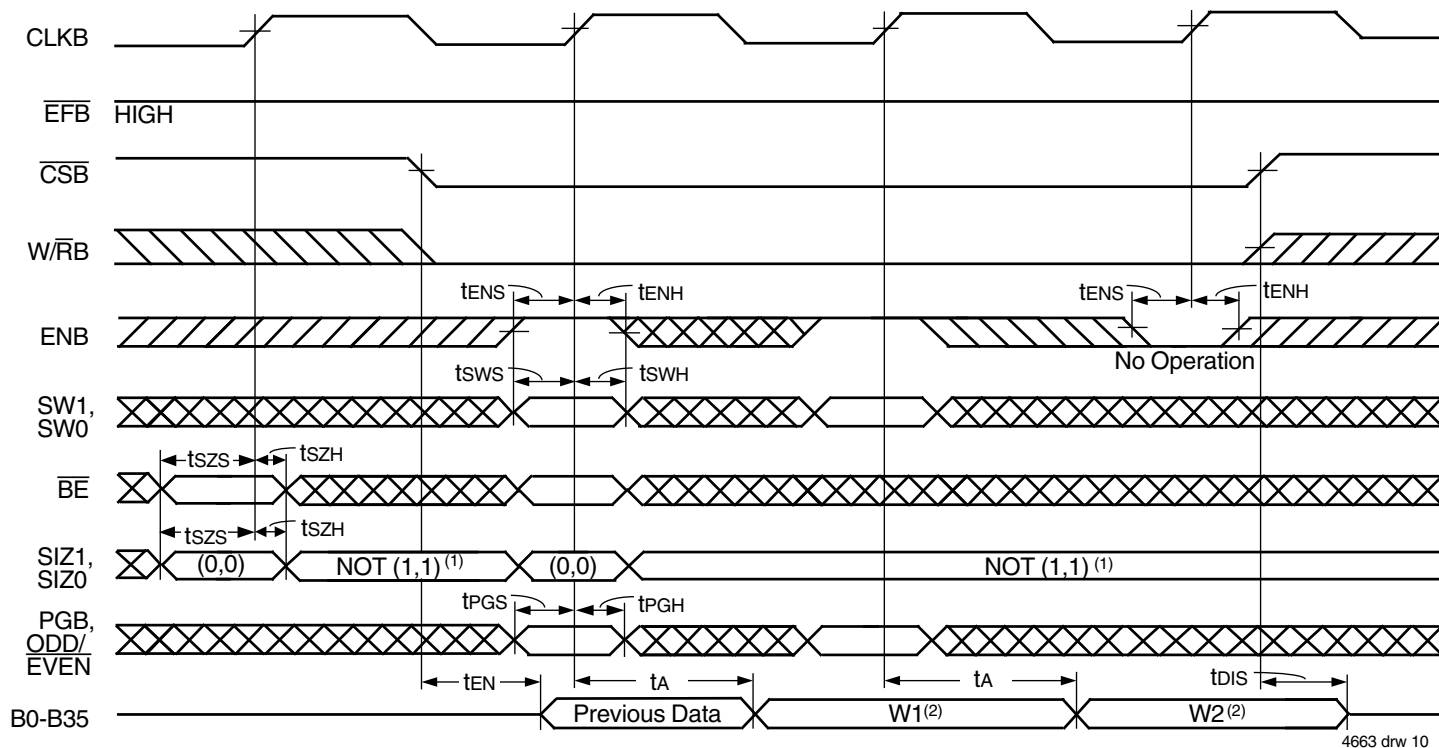 CLKB
EFB HIGH
CSB
W/RB
tENS tENH tENS tENH
ENB
No Operation
tSWS tSWH
SW1,
SW0
tSZS tSZH
BE
tSZS tSZH
SIZ1,
SIZ0
(0,0) NOT (1,1) (1) (0,0) NOT (1,1) (1)
tPGS tPGH
PGB,
ODD/
EVEN
tEN tA tA tDIS
B0-B35 Previous Data W1(2) W2(2)
4663 drw 10